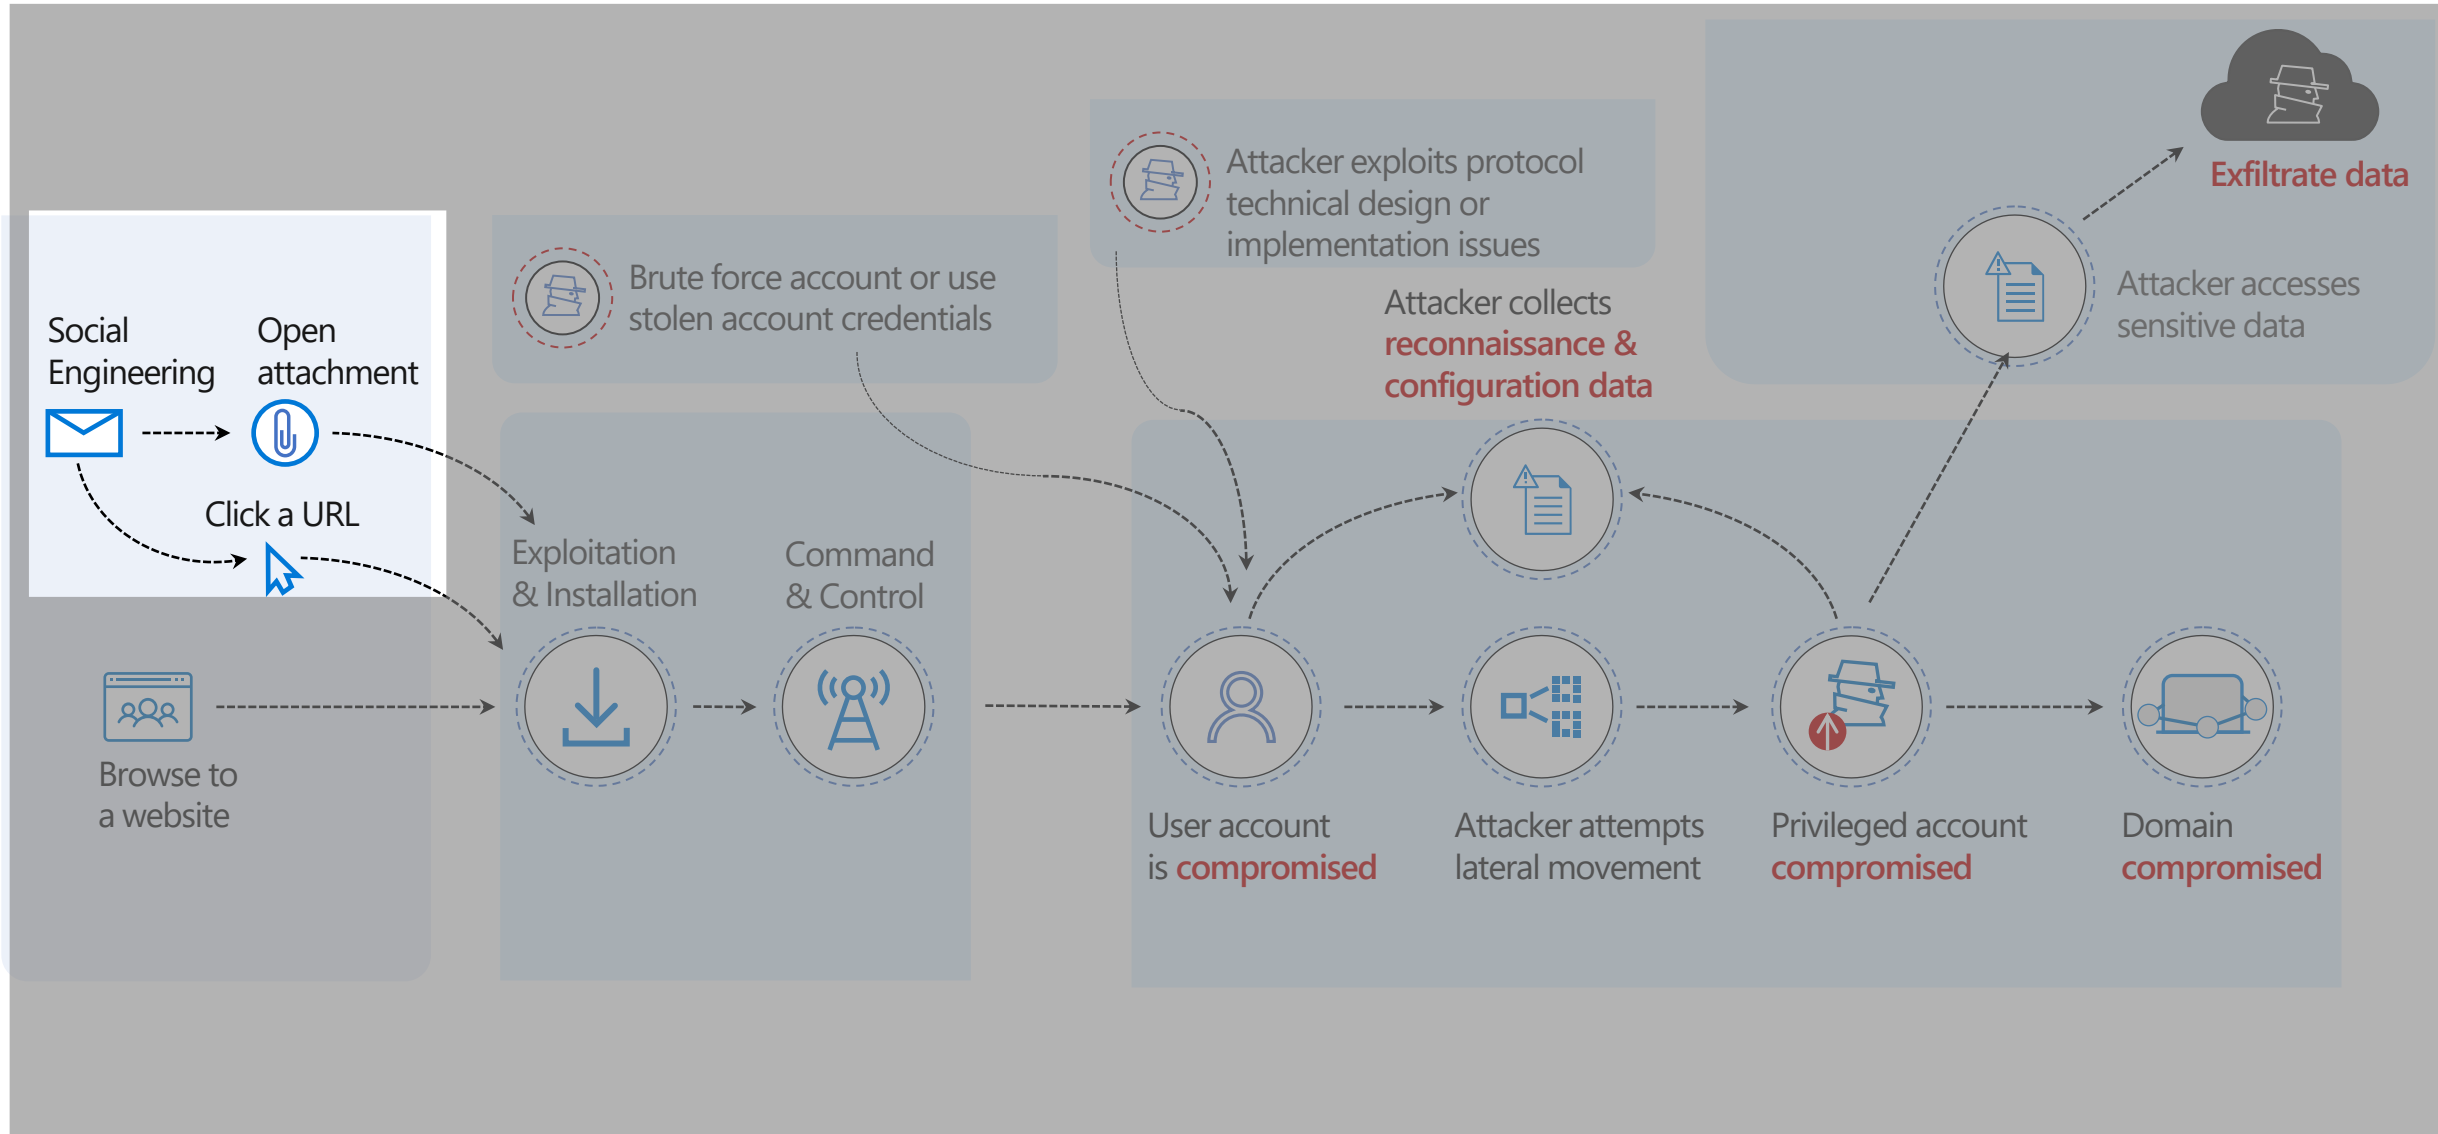 Social
Engineering
Open
attachment
Click a URL
Browse to
a website
Brute force account or use
stolen account credentials
Exploitation
& Installation
Command
& Control
Attacker exploits protocol
technical design or
implementation issues
Attacker collects
reconnaissance &
configuration data
User account
is compromised
Attacker attempts
lateral movement
Privileged account
compromised
Domain
compromised
Attacker accesses
sensitive data
Exfiltrate data